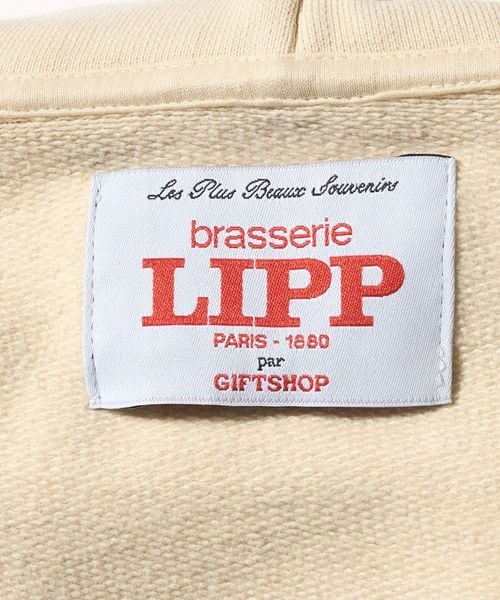 Les Plus Beaux Souvenirs
brasserie
LIPP
PARIS - 1880
par
GIFTSHOP